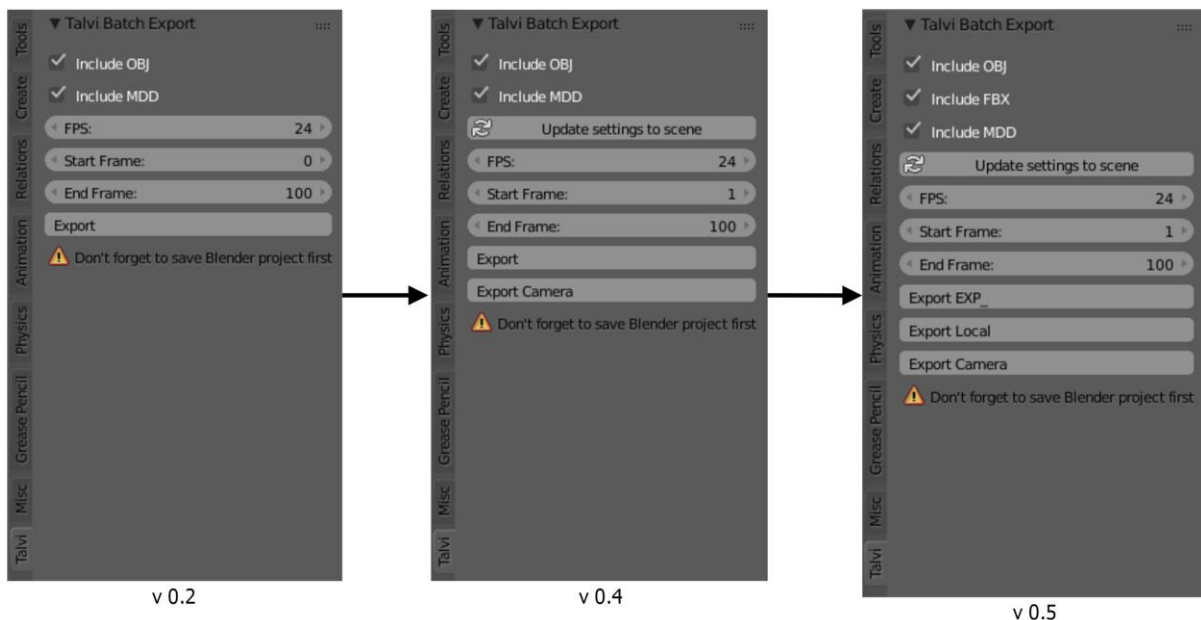 Talvi Batch Export
Include OBJ
Include MDD
FPS: 24
Start Frame: 0
End Frame: 100
Export
Don't forget to save Blender project first
Tools
Create
Relations
Animation
Physics
Grease Pencil
Misc
Talvi
v 0.2
Talvi Batch Export
Include OBJ
Include MDD
Update settings to scene
FPS: 24
Start Frame: 1
End Frame: 100
Export
Export Camera
Don't forget to save Blender project first
Tools
Create
Relations
Animation
Physics
Grease Pencil
Misc
Talvi
v 0.4
Talvi Batch Export
Include OBJ
Include FBX
Include MDD
Update settings to scene
FPS: 24
Start Frame: 1
End Frame: 100
Export EXP_
Export Local
Export Camera
Don't forget to save Blender project first
Tools
Create
Relations
Animation
Physics
Grease Pencil
Misc
Talvi
v 0.5